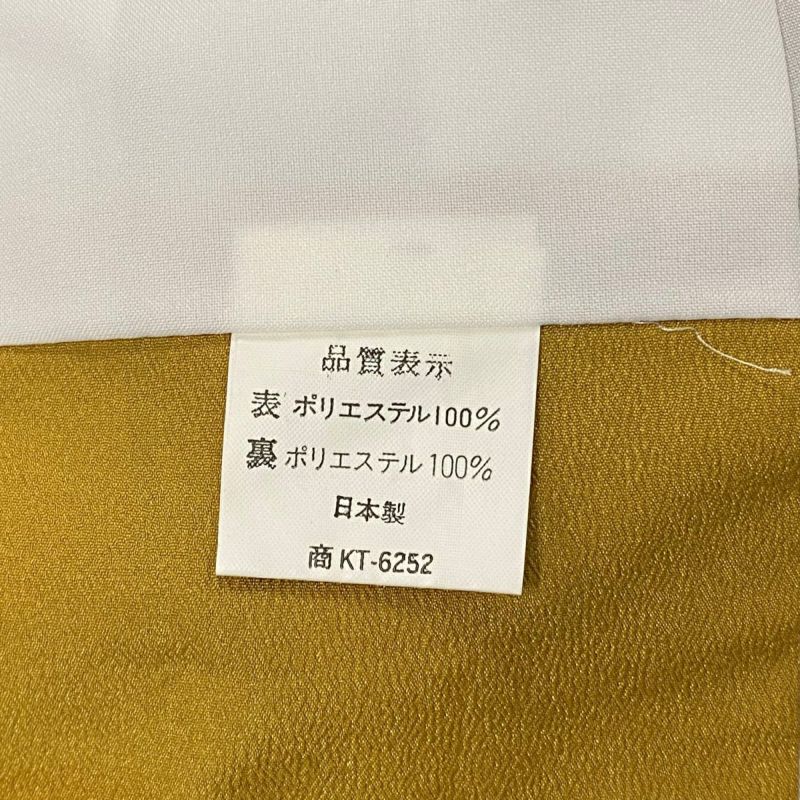 品質表示
表 ポリエステル100%
裏 ポリエステル100%
日本製
商 KT-6252